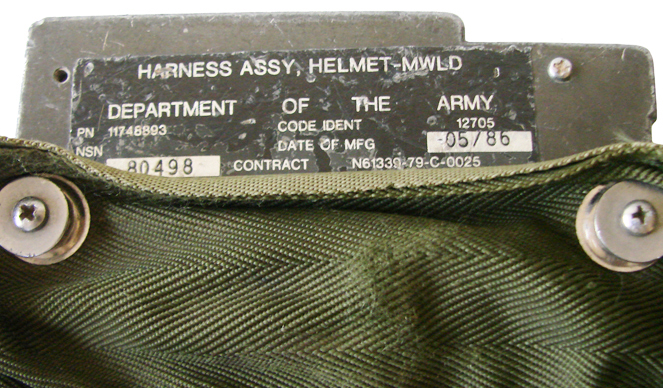 HARNESS ASSY, HELMET-MWLD
DEPARTMENT OF THE ARMY
PN 11748893 CODE IDENT 12705
NSN DATE OF MFG 05/86
80498 CONTRACT N61339-79-C-0025